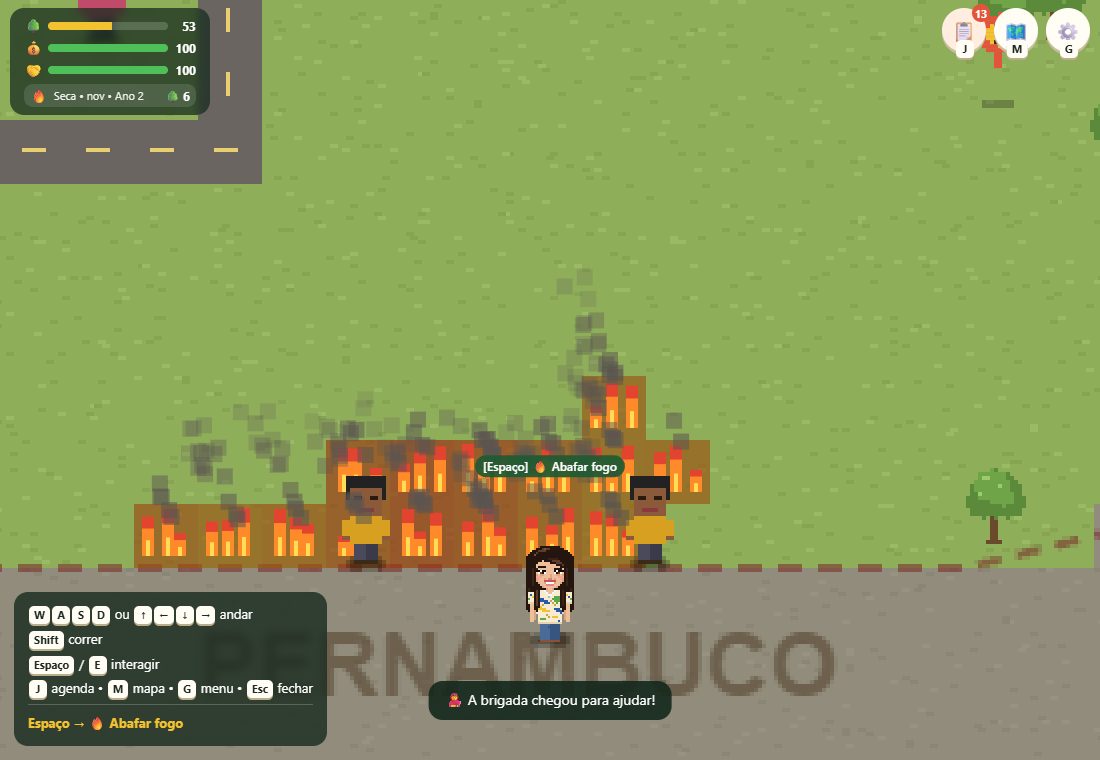 53
100
100
Seca • nov • Ano 2 6
13
J M G
[Espaço] Abafar fogo
W A S D ou ↑ ← ↓ → andar
Shift correr
Espaço / E interagir
J agenda • M mapa • G menu • Esc fechar
Espaço → Abafar fogo
PERNAMBUCO
A brigada chegou para ajudar!